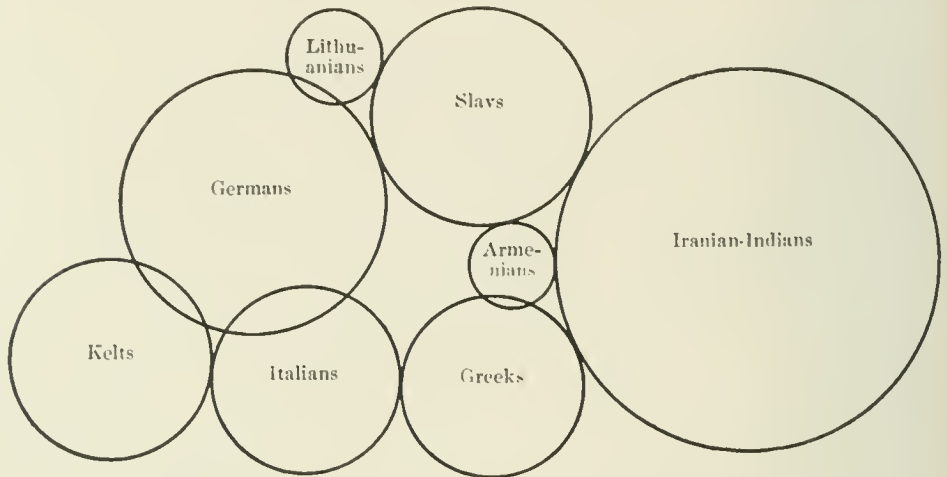 Lithu-
anians
Slavs
Germans
Iranian-Indians
Arme-
nians
Kelts
Italians
Greeks